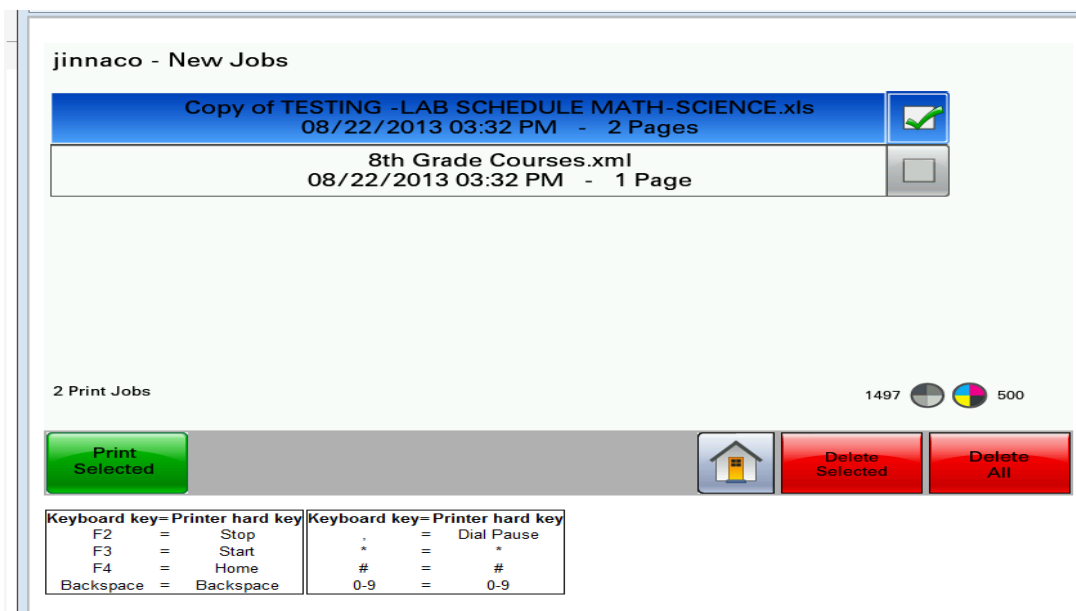 jinnaco - New Jobs
Copy of TESTING -LAB SCHEDULE MATH-SCIENCE.xls
08/22/2013 03:32 PM - 2 Pages
8th Grade Courses.xml
08/22/2013 03:32 PM - 1 Page
2 Print Jobs
1497 500
Print
Selected
Delete
Selected
Delete
All
Keyboard key=Printer hard key Keyboard key=Printer hard key
F2 = Stop , = Dial Pause
F3 = Start * = *
F4 = Home # = #
Backspace = Backspace 0-9 = 0-9